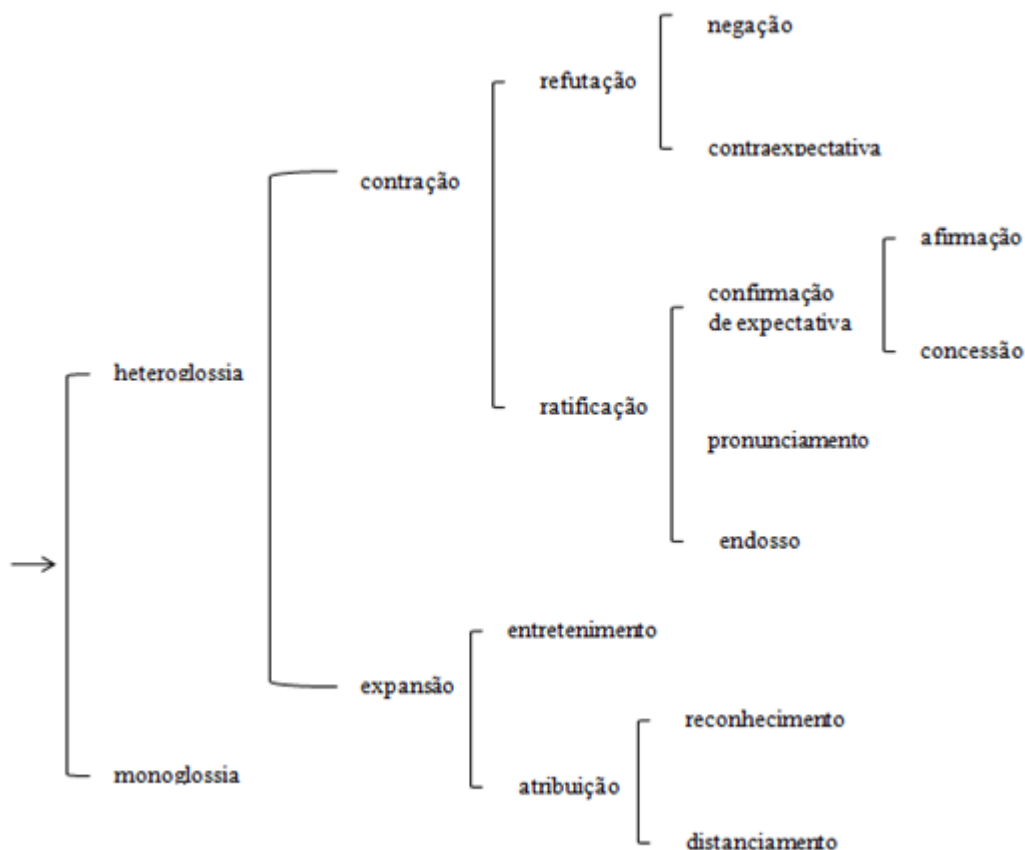 negação
refutação
contraexpectativa
contração
afirmação
confirmação
de expectativa
concessão
heteroglossia
ratificação
pronunciamento
endosso
entretenimento
expansão
reconhecimento
monoglossia
atribuição
distanciamento